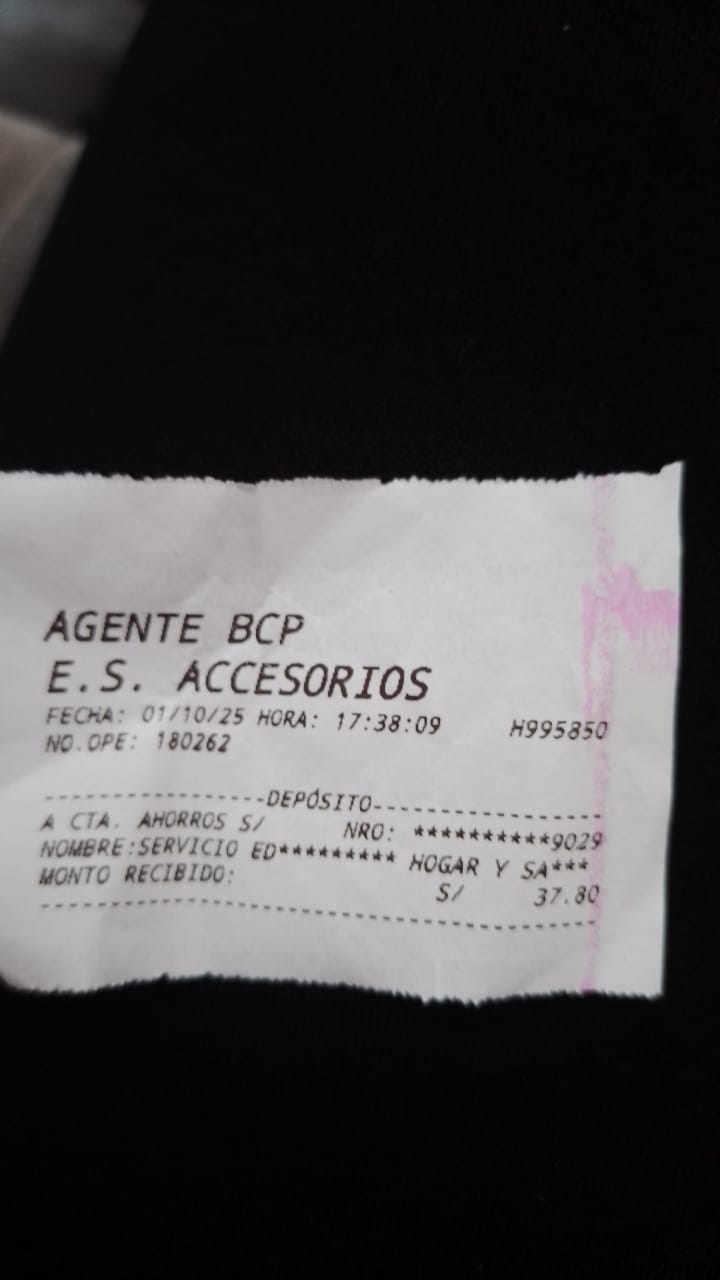 AGENTE BCP
E.S. ACCESORIOS
FECHA: 01/10/25 HORA: 17:38:09 H995850
NO.OPE: 180262
-----------------DEPÓSITO-----------------
A CTA. AHORROS S/ NRO: **********9029
NOMBRE:SERVICIO ED********* HOGAR Y SA***
MONTO RECIBIDO: S/ 37.80